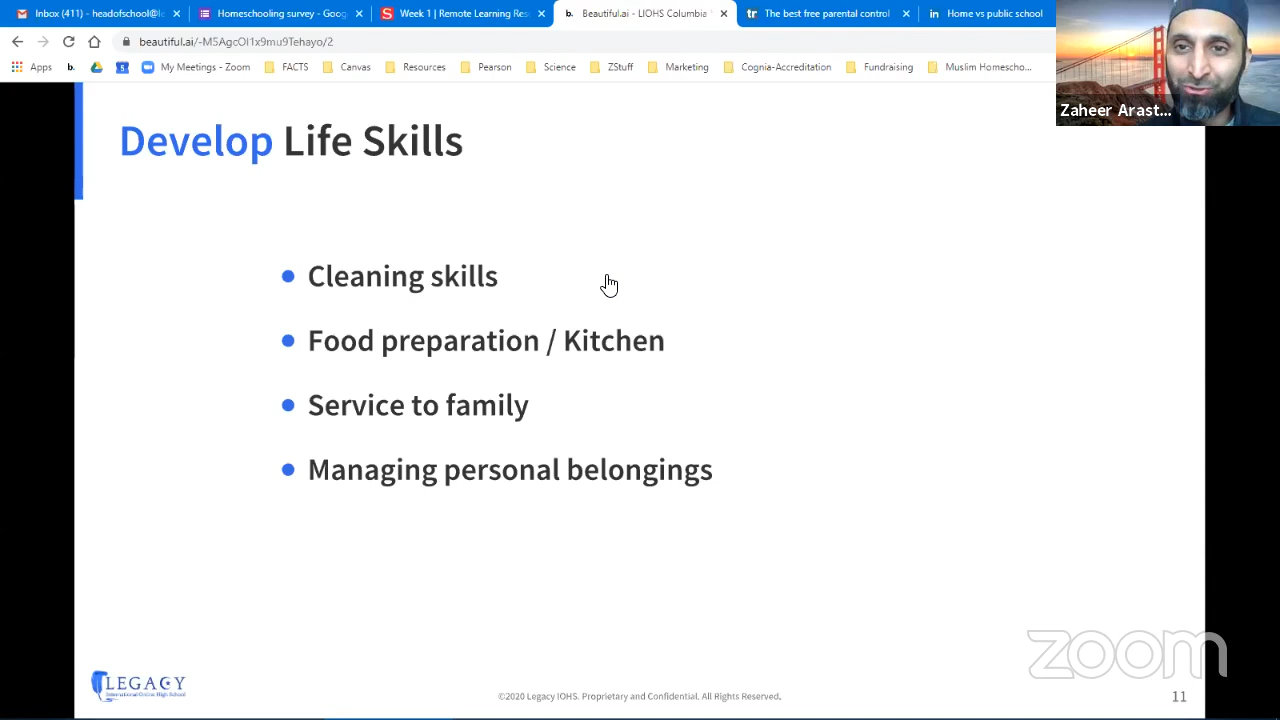 Inbox (411) - headofschool@le
Homeschooling survey - Goog
Week 1 | Remote Learning Res
b. Beautiful.ai - LIOHS Columbia
tr The best free parental control
in Home vs public school
beautiful.ai/-M5AgcOI1x9mu9Tehayo/2
Apps b. My Meetings - Zoom FACTS Canvas Resources Pearson Science ZStuff Marketing Cognia-Accreditation Fundraising Muslim Homescho...
Zaheer Arast...
Develop Life Skills
Cleaning skills
Food preparation / Kitchen
Service to family
Managing personal belongings
zoom
LEGACY
International Online High School
©2020 Legacy IOHS. Proprietary and Confidential. All Rights Reserved.
11